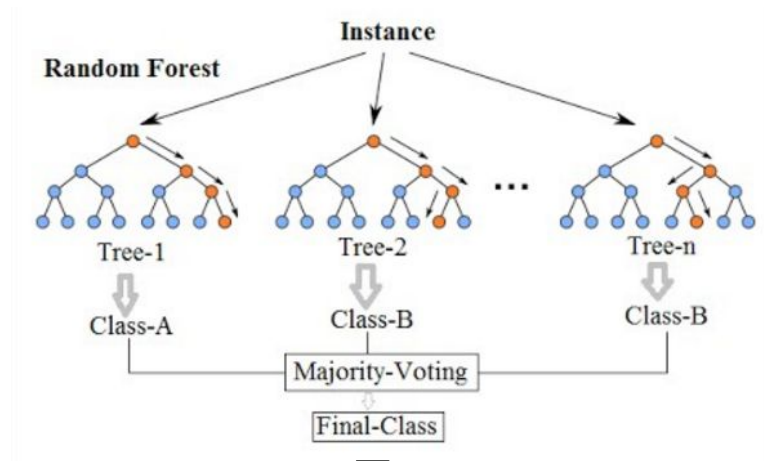 Instance
Random Forest
...
Tree-1
Tree-2
Tree-n
Class-A
Class-B
Class-B
Majority-Voting
Final-Class